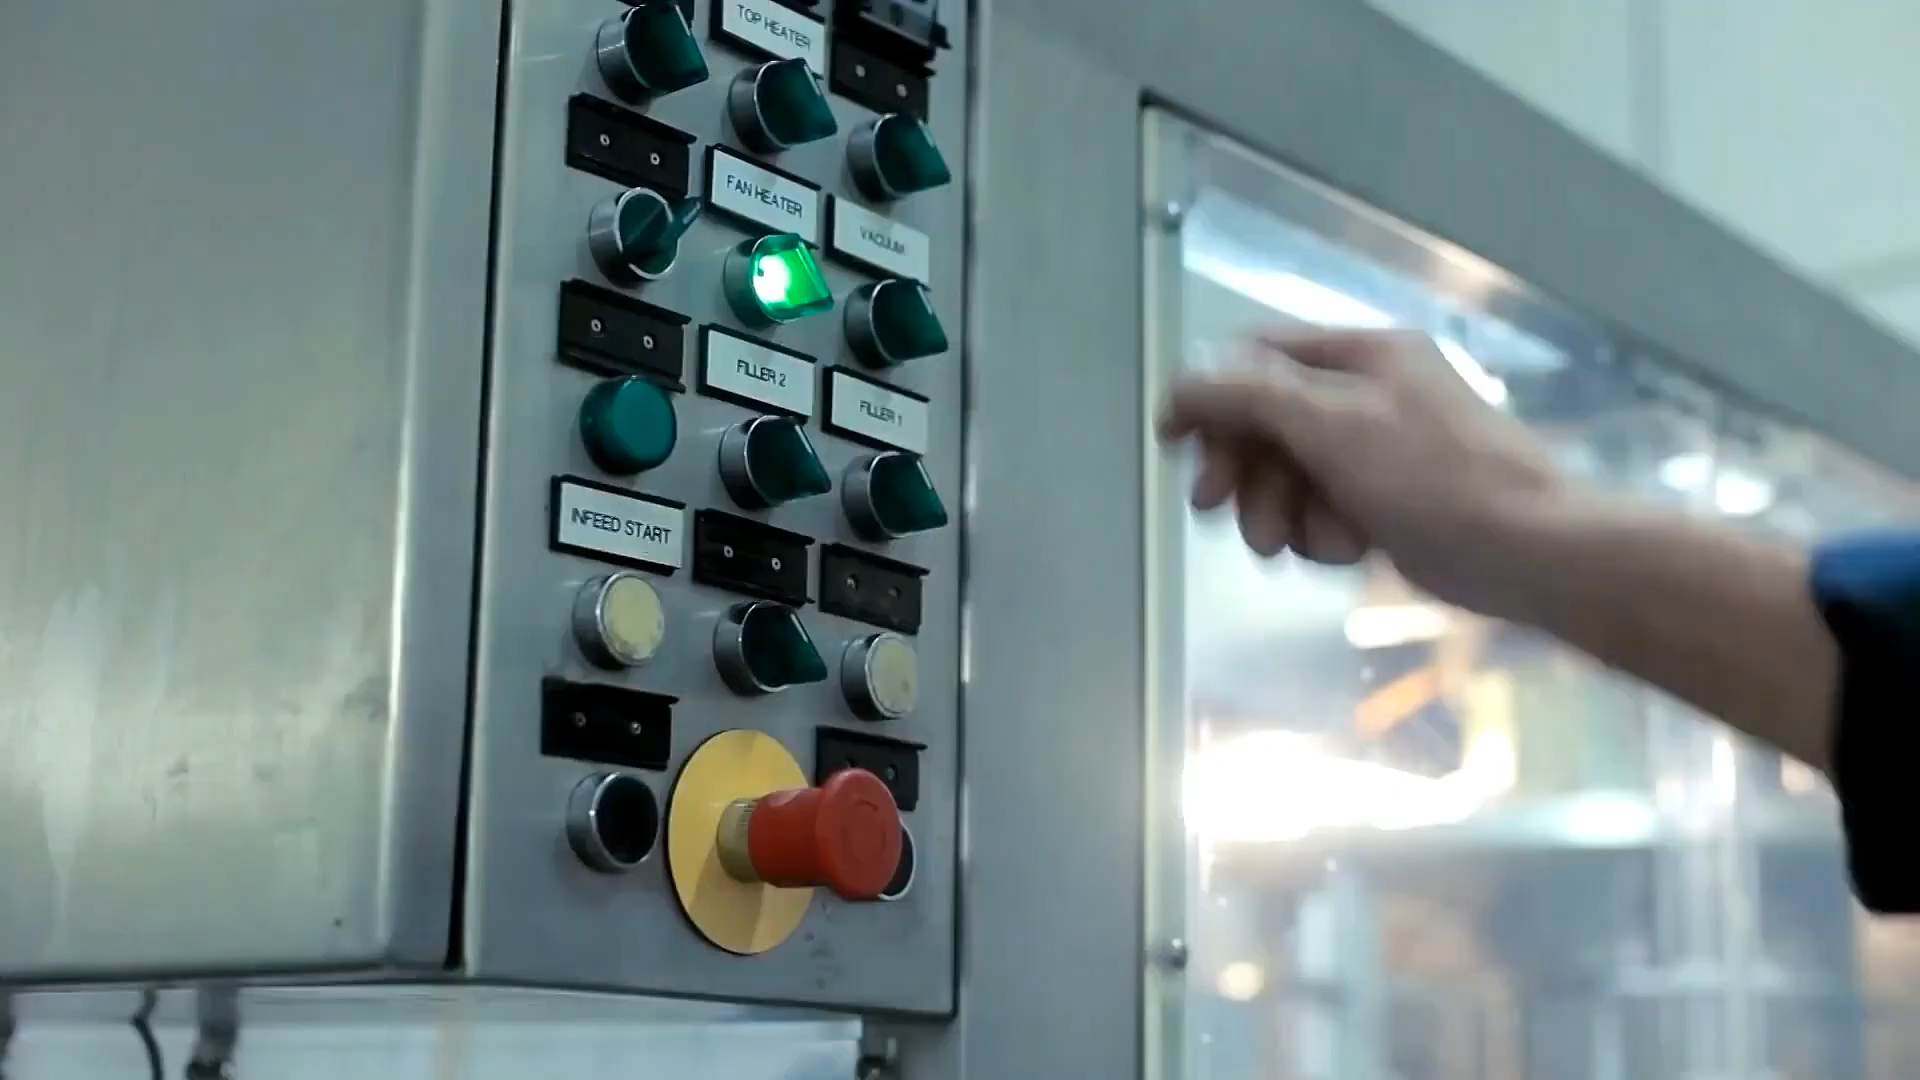 TOP HEATER
FAN HEATER
VACUUM
FILLER 2
FILLER 1
INFEED START